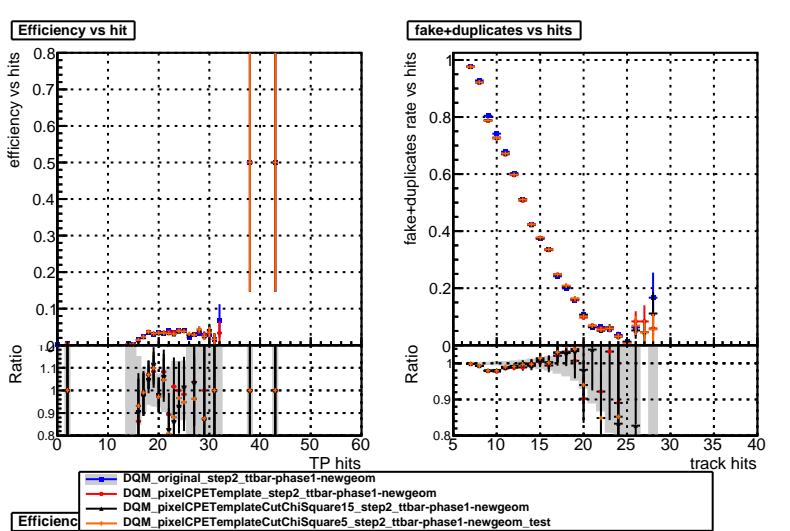 Efficiency vs hit
fake+duplicates vs hits
efficiency vs hits
0.8
0.7
0.6
0.5
0.4
0.3
0.2
0.1
0
Ratio
1.1
1
0.9
0.8
0 10 20 30 40 50 60
TP hits
fake+duplicates rate vs hits
1
0.8
0.6
0.4
0.2
0
Ratio
1
0.9
0.8
5 10 15 20 25 30 35 40
track hits
DQM_original_step2_ttbar-phase1-newgeom
DQM_pixelCPETemplate_step2_ttbar-phase1-newgeom
DQM_pixelCPETemplateCutChiSquare15_step2_ttbar-phase1-newgeom
DQM_pixelCPETemplateCutChiSquare5_step2_ttbar-phase1-newgeom_test
Efficienc